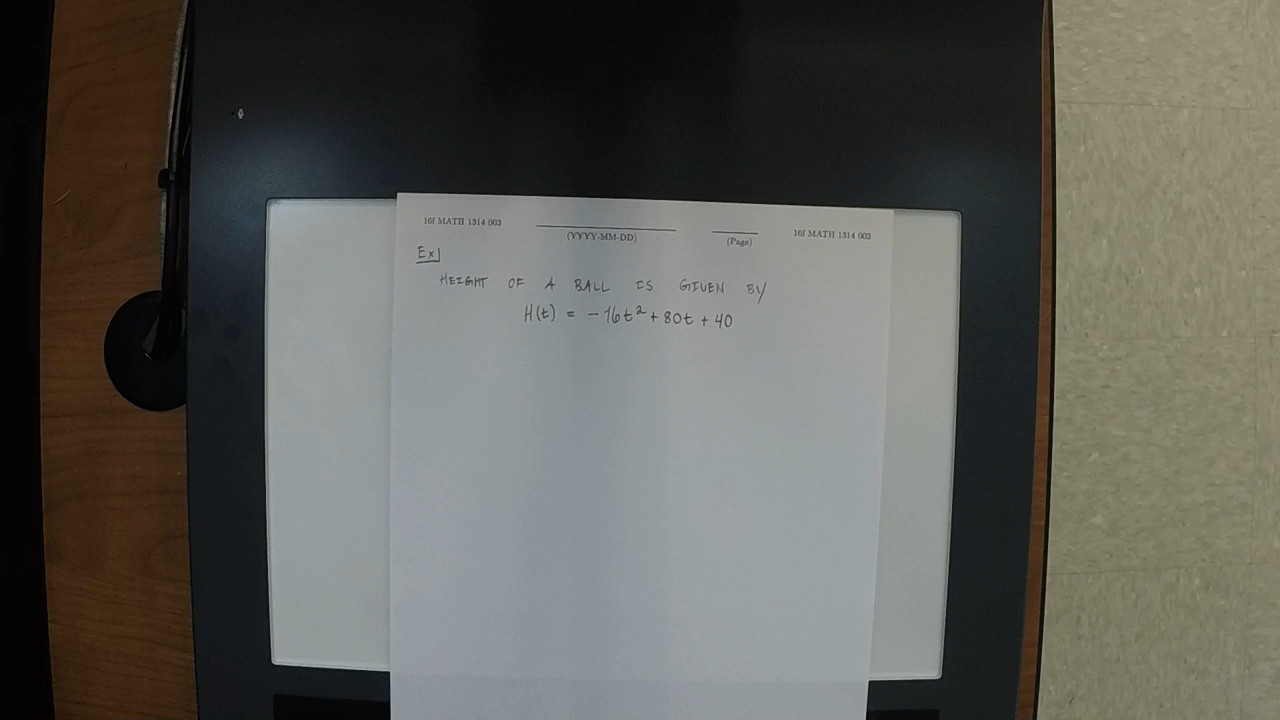 16f MATH 1314 003 (YYYY-MM-DD) (Page) 16f MATH 1314 003
Ex
HEIGHT OF A BALL IS GIVEN BY
H(t) = -16t² + 80t + 40